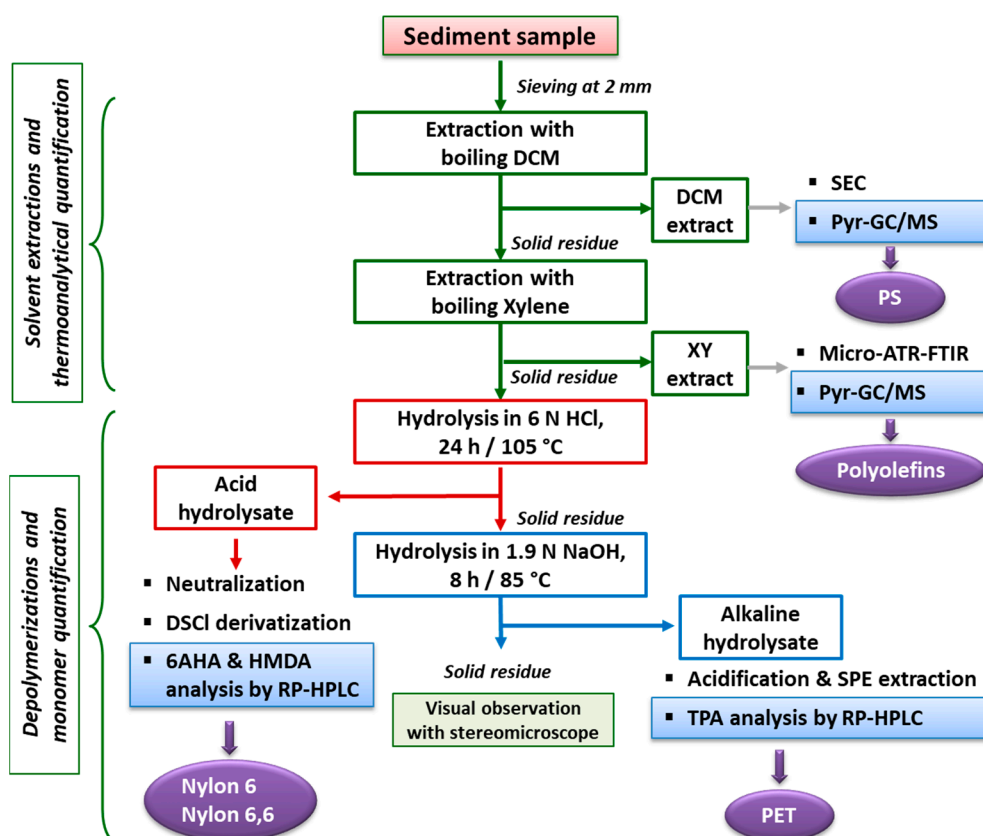 Sediment sample
Sieving at 2 mm
Solvent extractions and
thermoanalytical quantification
Extraction with
boiling DCM
DCM
extract
▪ SEC
▪ Pyr-GC/MS
PS
Solid residue
Extraction with
boiling Xylene
XY
extract
▪ Micro-ATR-FTIR
▪ Pyr-GC/MS
Polyolefins
Solid residue
Depolymerizations and
monomer quantification
Hydrolysis in 6 N HCl,
24 h / 105 °C
Acid
hydrolysate
▪ Neutralization
▪ DSCl derivatization
▪ 6AHA & HMDA
analysis by RP-HPLC
Nylon 6
Nylon 6,6
Solid residue
Hydrolysis in 1.9 N NaOH,
8 h / 85 °C
Alkaline
hydrolysate
▪ Acidification & SPE extraction
▪ TPA analysis by RP-HPLC
PET
Solid residue
Visual observation
with stereomicroscope